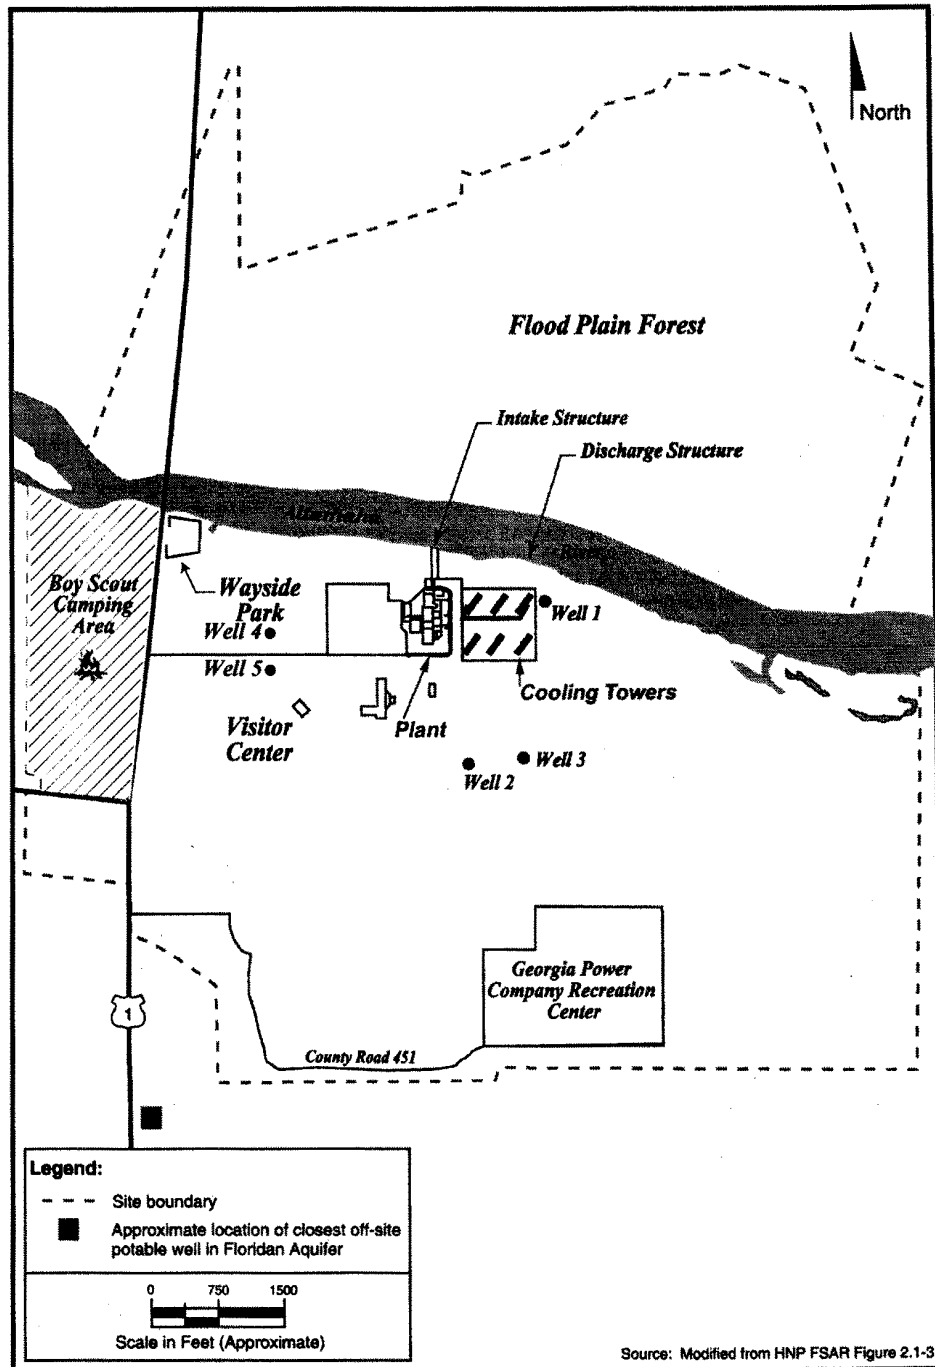 North
Flood Plain Forest
Intake Structure
Discharge Structure
Altamaha
River
Boy Scout
Camping
Area
Wayside
Park
Well 4
Well 5
Well 1
Cooling Towers
Visitor
Center
Plant
Well 3
Well 2
Georgia Power
Company Recreation
Center
1
County Road 451
Legend:
Site boundary
Approximate location of closest off-site
potable well in Floridan Aquifer
0 750 1500
Scale in Feet (Approximate)
Source: Modified from HNP FSAR Figure 2.1-3